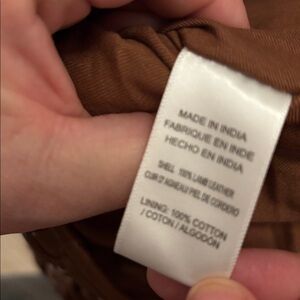 MADE IN INDIA
FABRIQUE EN INDE
HECHO EN INDIA
SHELL: 100% LAMB LEATHER
CUIR D'AGNEAU/ PIEL DE CORDERO
LINING: 100% COTTON
/ COTON / ALGODÓN